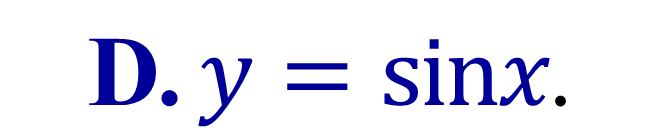 D. y = sinx.